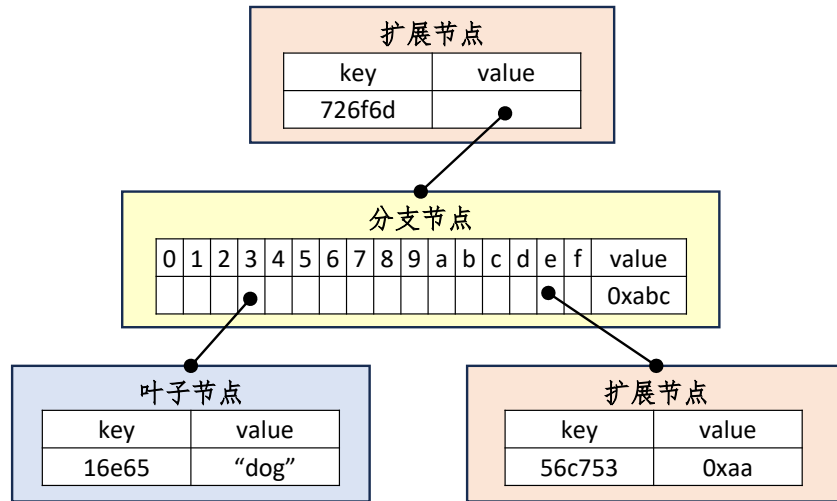 扩展节点
key value
726f6d
分支节点
0 1 2 3 4 5 6 7 8 9 a b c d e f value
0xabc
叶子节点
key value
16e65 “dog”
扩展节点
key value
56c753 0xaa